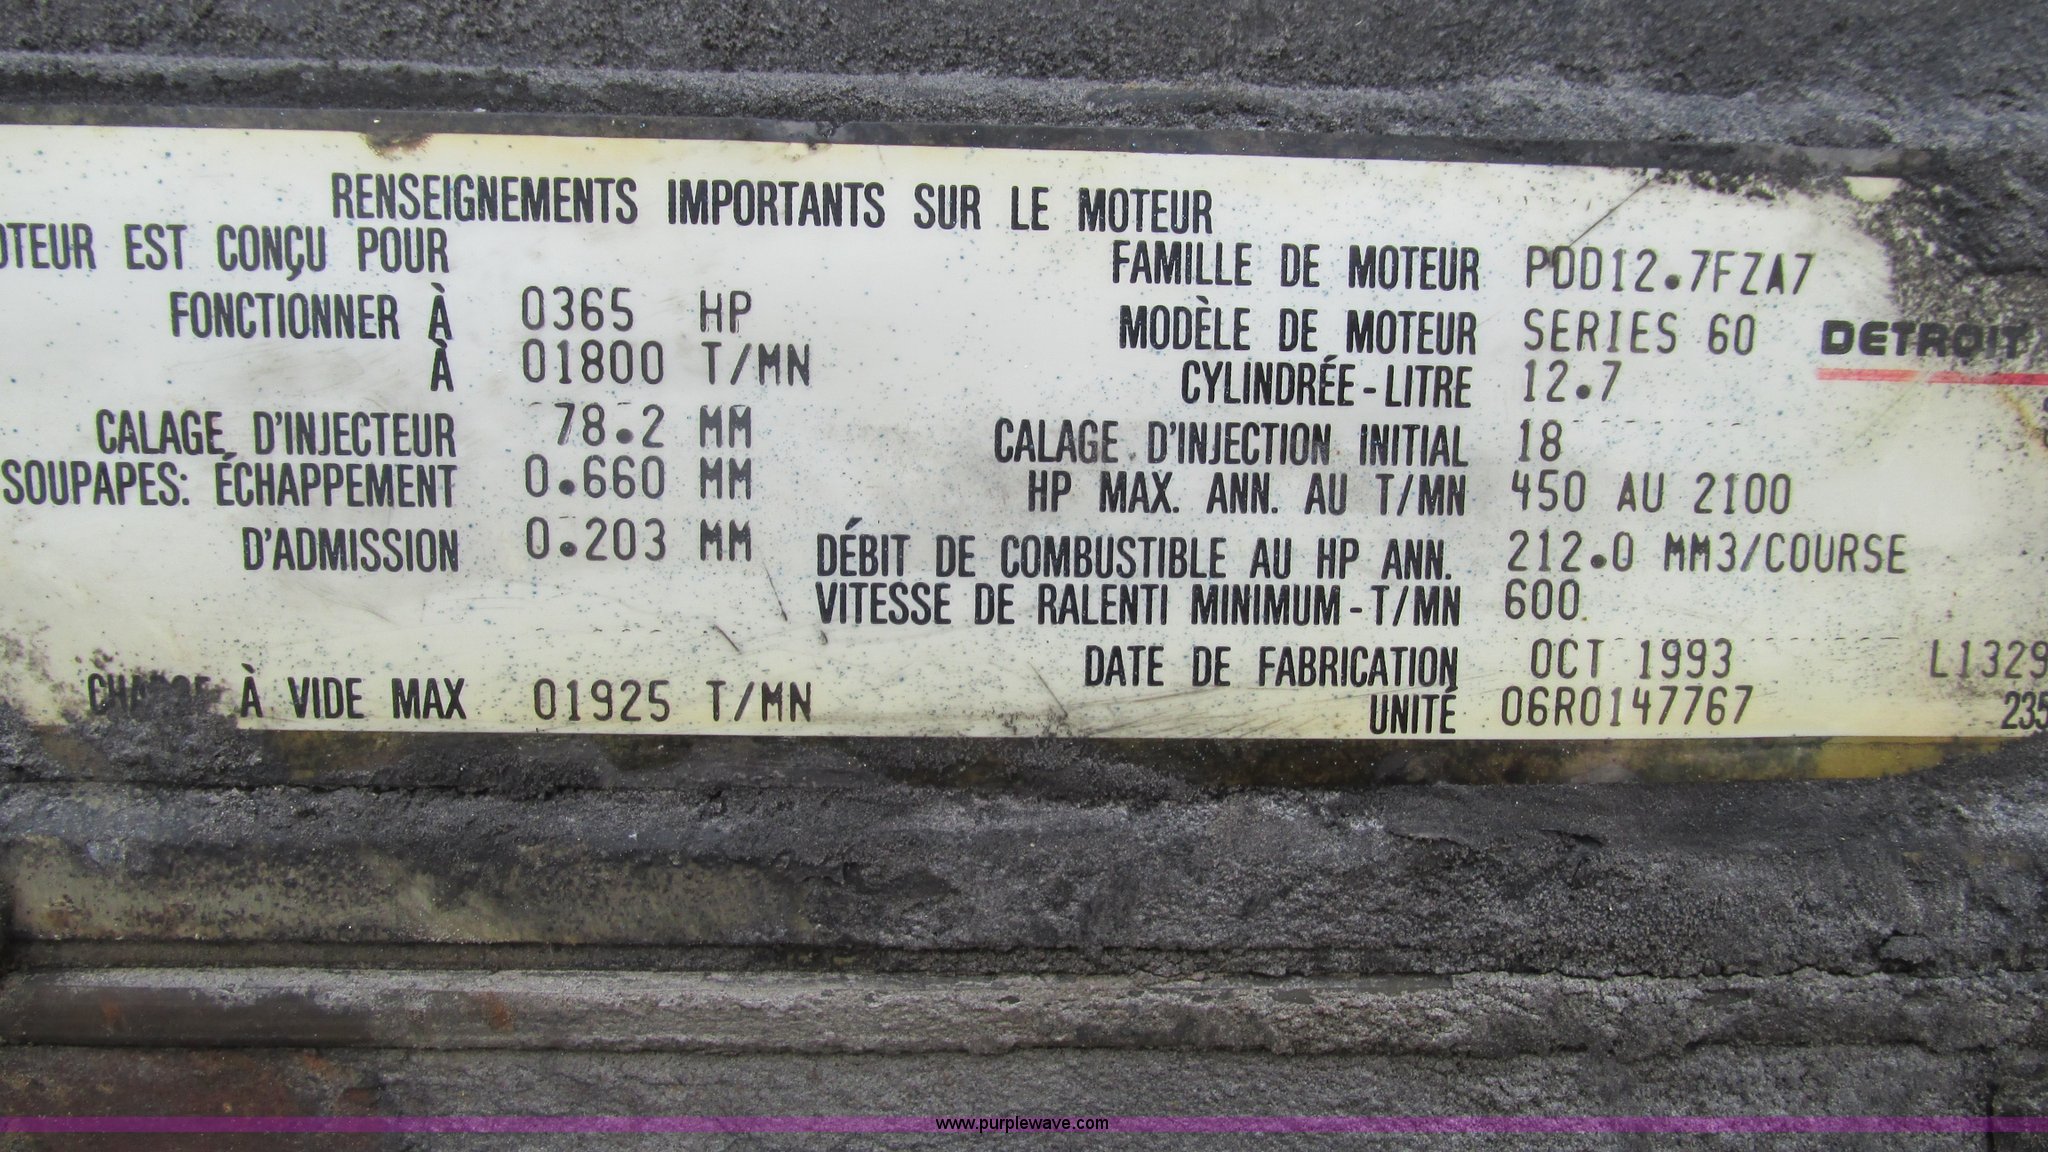 RENSEIGNEMENTS IMPORTANTS SUR LE MOTEUR
EST CONÇU POUR
FONCTIONNER À 0365 HP
À 01800 T/MN
CALAGE D'INJECTEUR 78.2 MM
SOUPAPES: ÉCHAPPEMENT 0.660 MM
D'ADMISSION 0.203 MM
À VIDE MAX 01925 T/MN
FAMILLE DE MOTEUR PDD12.7FZA7
MODÈLE DE MOTEUR SERIES 60
CYLINDRÉE-LITRE 12.7
CALAGE D'INJECTION INITIAL 18
HP MAX. ANN. AU T/MN 450 AU 2100
DÉBIT DE COMBUSTIBLE AU HP ANN. 212.0 MM3/COURSE
VITESSE DE RALENTI MINIMUM-T/MN 600
DATE DE FABRICATION OCT 1993 L1329
UNITÉ 06R0147767 235
DETROIT
www.purplewave.com